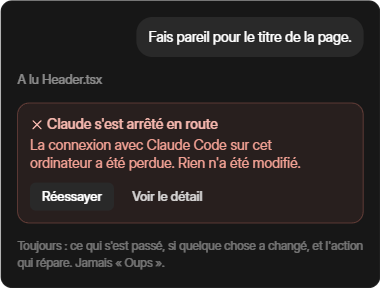 Fais pareil pour le titre de la page.
A lu Header.tsx
× Claude s'est arrêté en route
La connexion avec Claude Code sur cet
ordinateur a été perdue. Rien n'a été modifié.
Réessayer Voir le détail
Toujours : ce qui s'est passé, si quelque chose a changé, et l'action
qui répare. Jamais « Oups ».